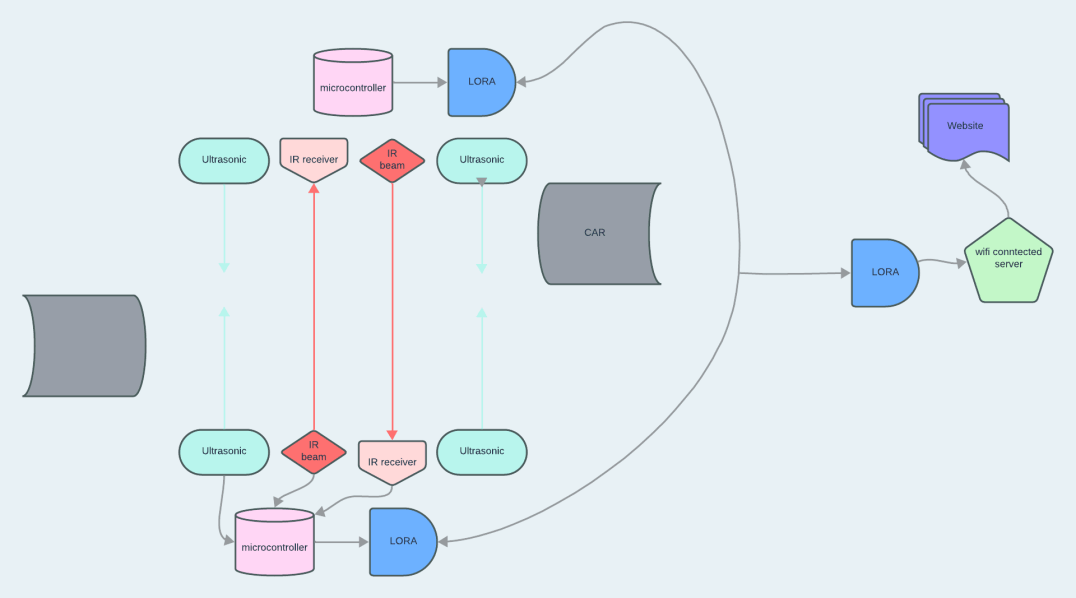 microcontroller
LORA
Website
Ultrasonic
IR receiver
IR
beam
Ultrasonic
CAR
wifi conntected
server
LORA
Ultrasonic
IR
beam
IR receiver
Ultrasonic
microcontroller
LORA